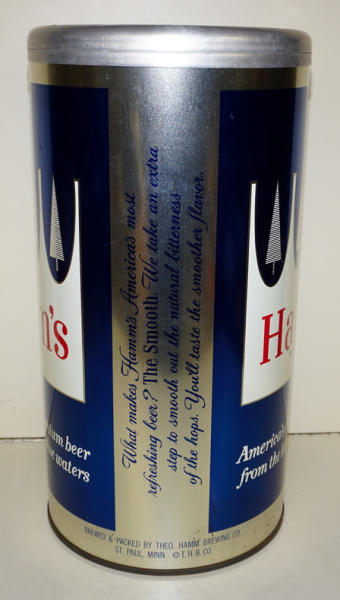 What makes Hamm's America's most
refreshing beer? The Smooth. We take an extra
step to smooth out the natural bitterness
of the hops. You'll taste the smoother flavor.
m's
beer
waters
Ha
America's
from the
BREWED & PACKED BY THEO. HAMM BREWING CO.
ST. PAUL, MINN © T. H. B. CO.